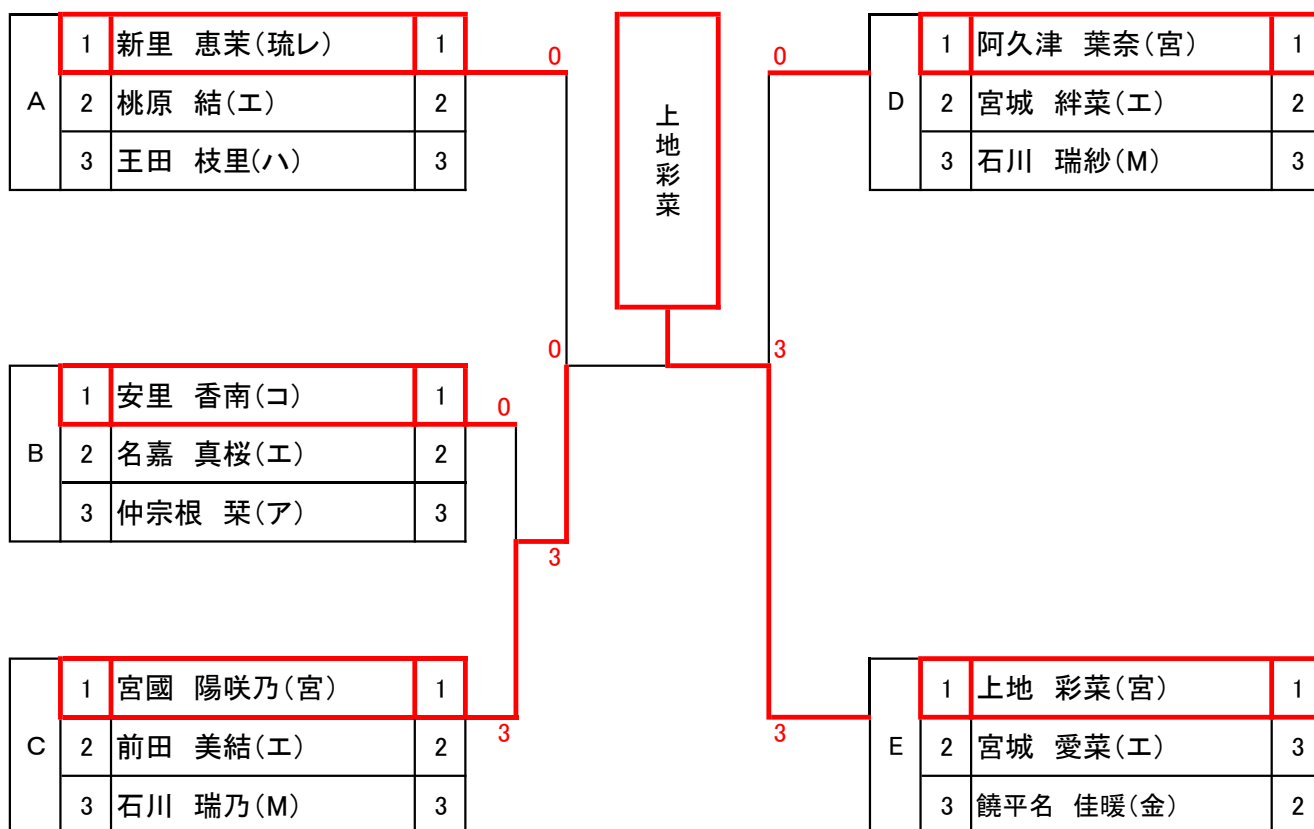 A
1 新里 恵茉(琉レ) 1
2 桃原 結(エ) 2
3 王田 枝里(ハ) 3
0
上地彩菜
0
D
1 阿久津 葉奈(宮) 1
2 宮城 絆菜(エ) 2
3 石川 瑞紗(M) 3
0
3
B
1 安里 香南(コ) 1
2 名嘉 真桜(エ) 2
3 仲宗根 栞(ア) 3
0
3
C
1 宮國 陽咲乃(宮) 1
2 前田 美結(エ) 2
3 石川 瑞乃(M) 3
3
3
E
1 上地 彩菜(宮) 1
2 宮城 愛菜(エ) 3
3 饒平名 佳暖(金) 2